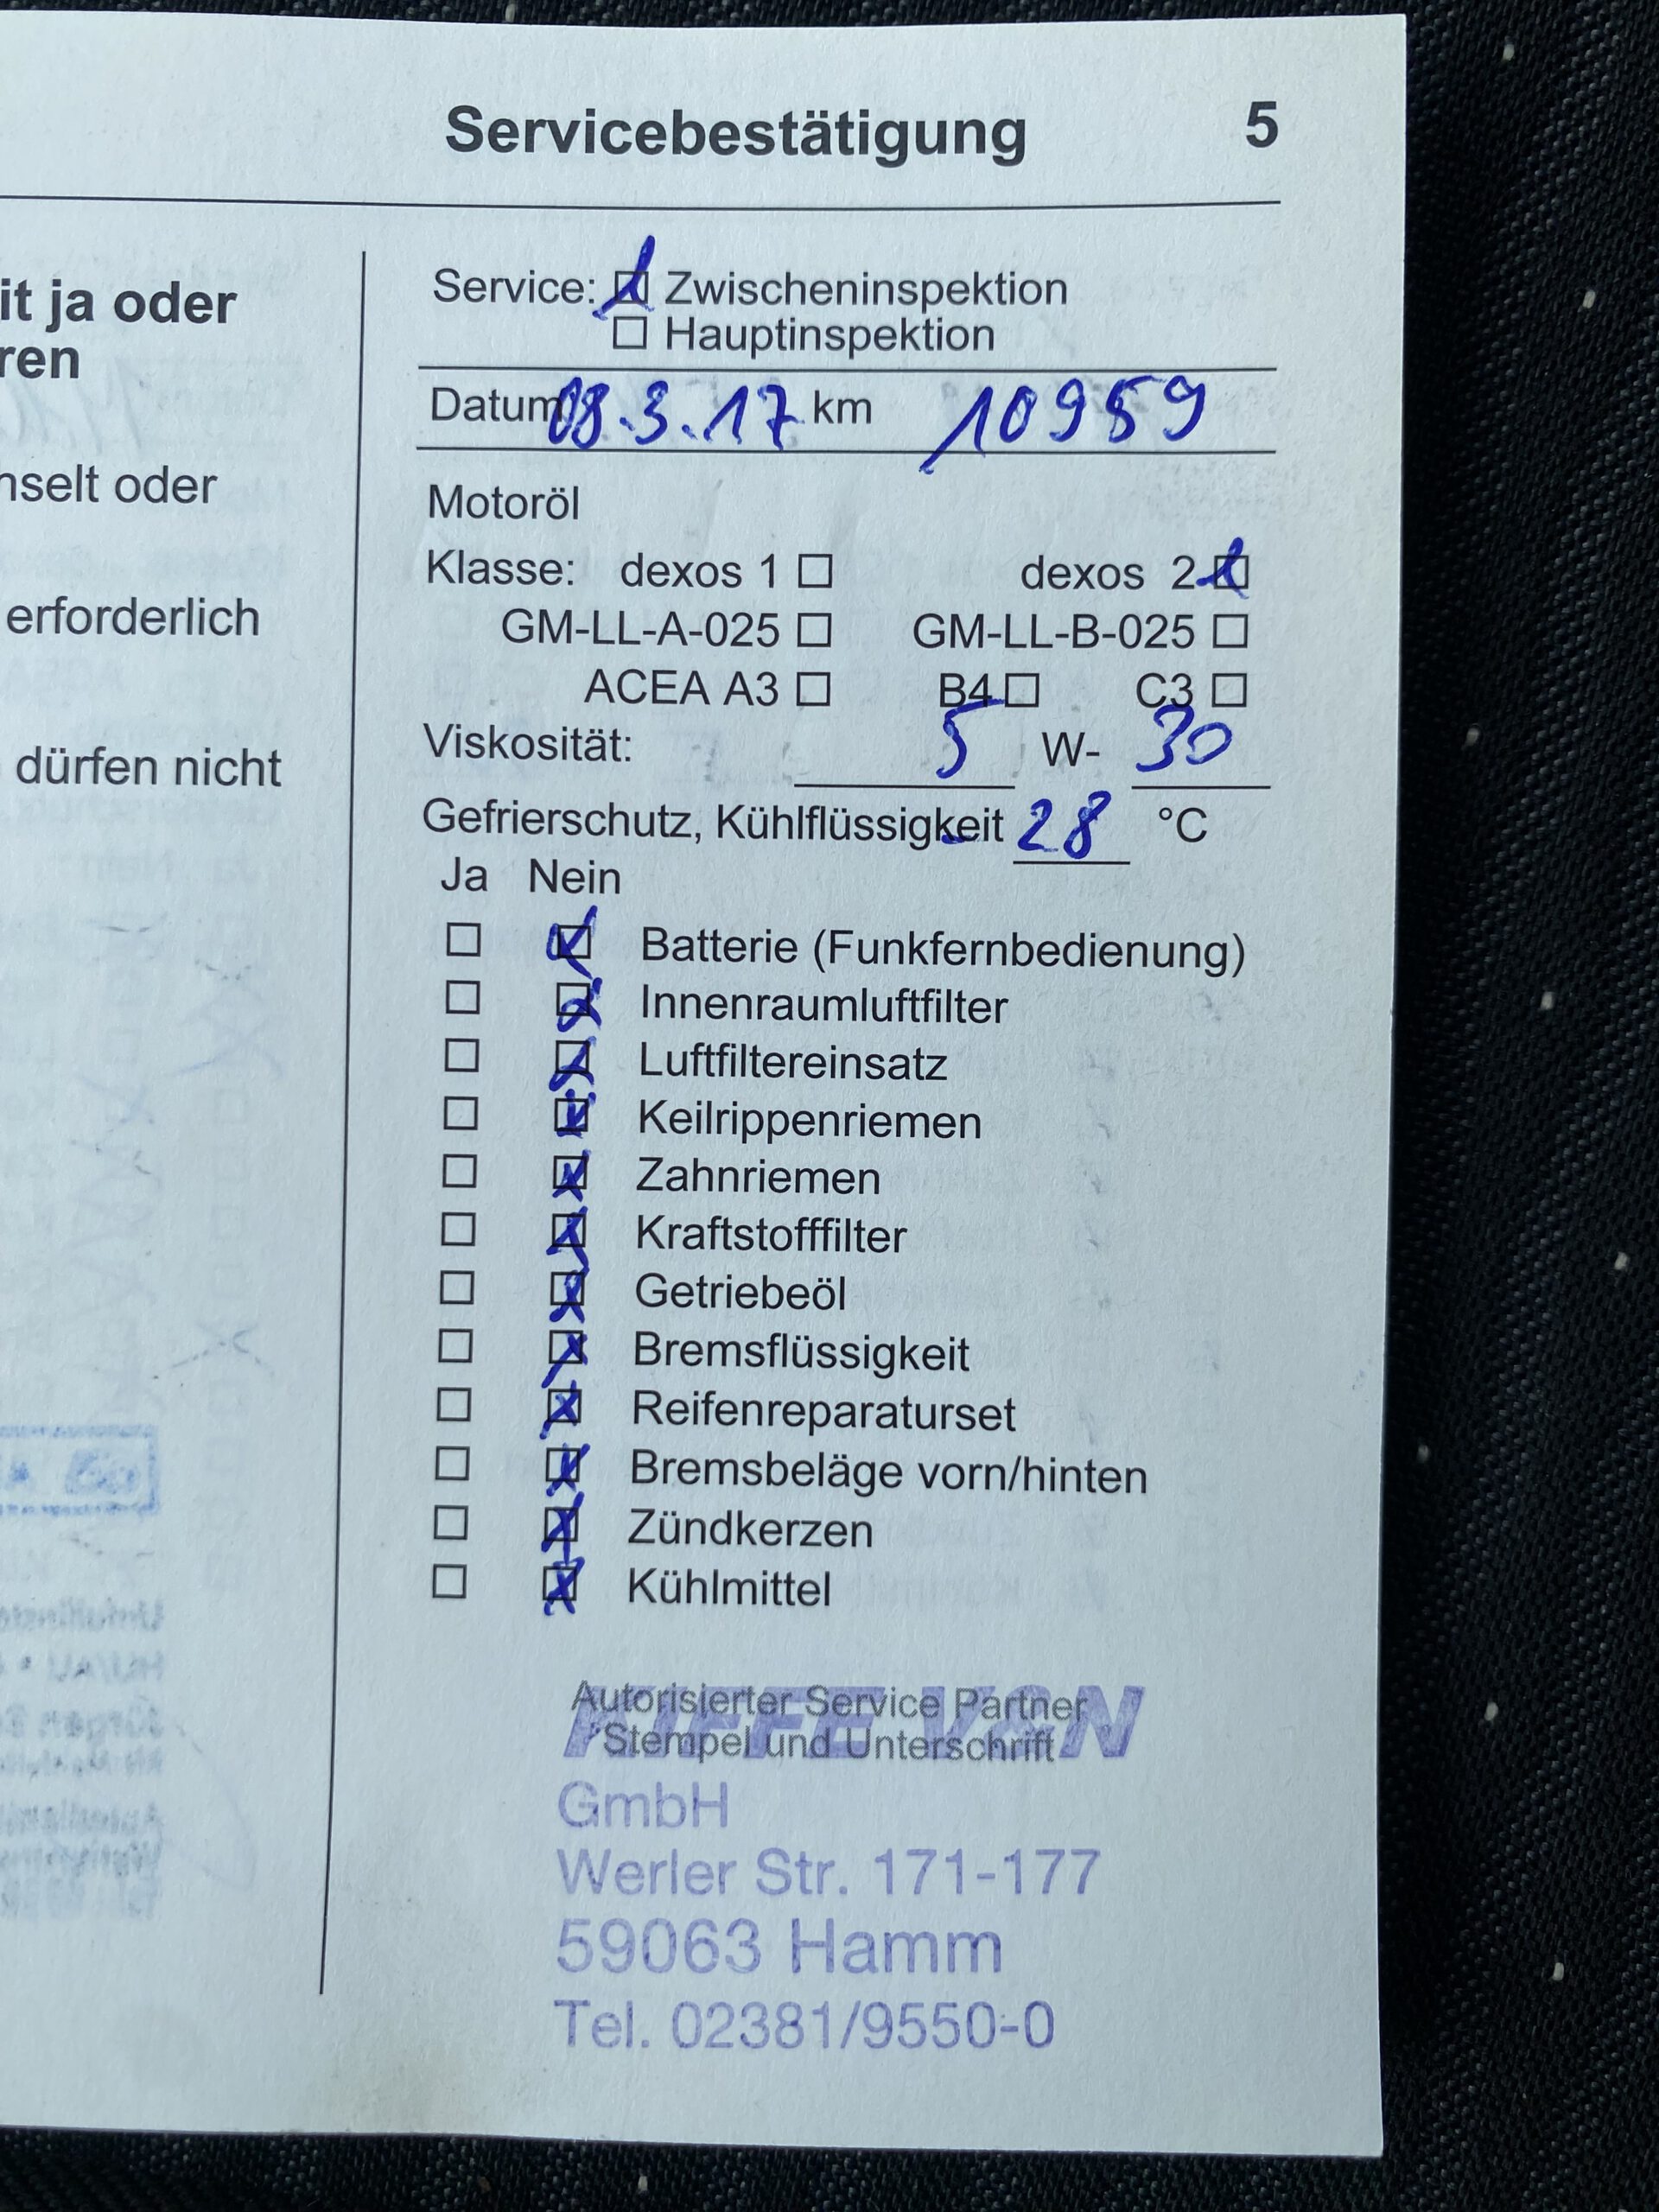 Servicebestätigung 5
it ja oder
ren
nselt oder
erforderlich
dürfen nicht
Service: Zwischeninspektion
Hauptinspektion
Datum 08.3.17 km 10959
Motoröl
Klasse: dexos 1 dexos 2
GM-LL-A-025 GM-LL-B-025
ACEA A3 B4 C3
Viskosität: 5 W- 30
Gefrierschutz, Kühlflüssigkeit -28 °C
Ja Nein
Batterie (Funkfernbedienung)
Innenraumluftfilter
Luftfiltereinsatz
Keilrippenriemen
Zahnriemen
Kraftstofffilter
Getriebeöl
Bremsflüssigkeit
Reifenreparaturset
Bremsbeläge vorn/hinten
Zündkerzen
Kühlmittel
Autorisierter Service Partner
Stempel und Unterschrift
GmbH
Werler Str. 171-177
59063 Hamm
Tel. 02381/9550-0